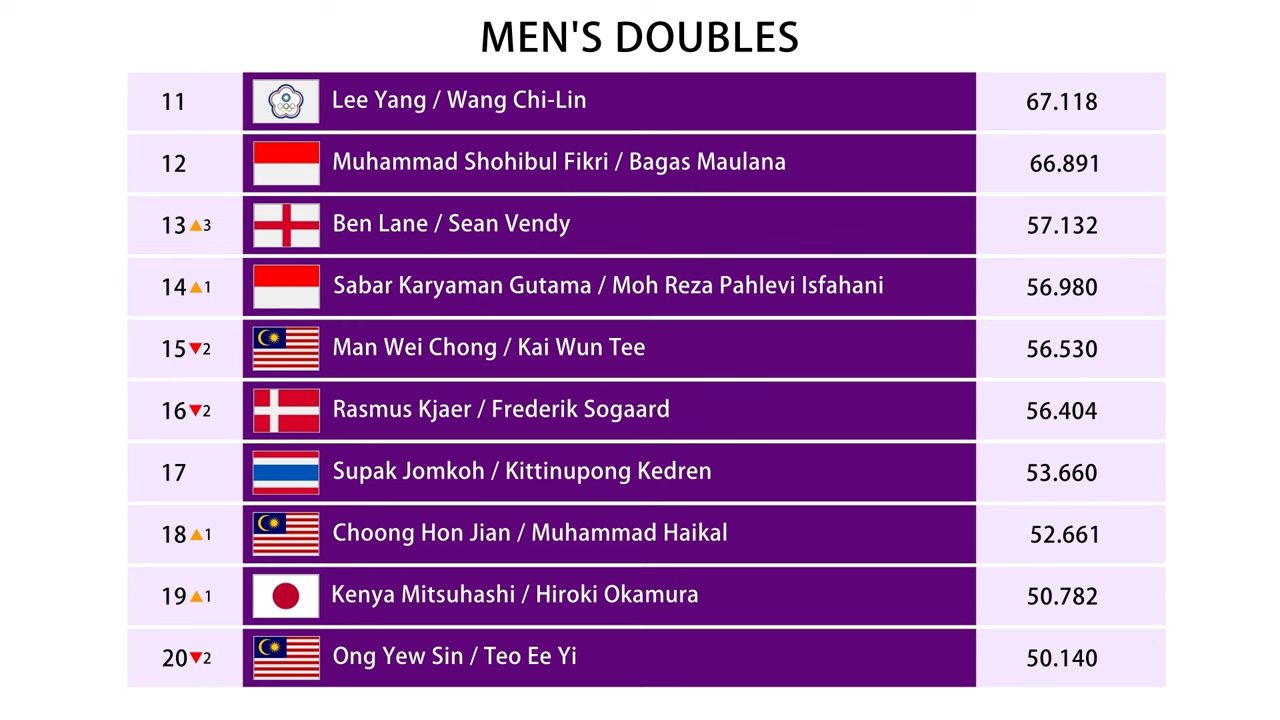 MEN'S DOUBLES
11 Lee Yang / Wang Chi-Lin 67.118
12 Muhammad Shohibul Fikri / Bagas Maulana 66.891
13 ▲3 Ben Lane / Sean Vendy 57.132
14 ▲1 Sabar Karyaman Gutama / Moh Reza Pahlevi Isfahani 56.980
15 ▼2 Man Wei Chong / Kai Wun Tee 56.530
16 ▼2 Rasmus Kjaer / Frederik Sogaard 56.404
17 Supak Jomkoh / Kittinupong Kedren 53.660
18 ▲1 Choong Hon Jian / Muhammad Haikal 52.661
19 ▲1 Kenya Mitsuhashi / Hiroki Okamura 50.782
20 ▼2 Ong Yew Sin / Teo Ee Yi 50.140